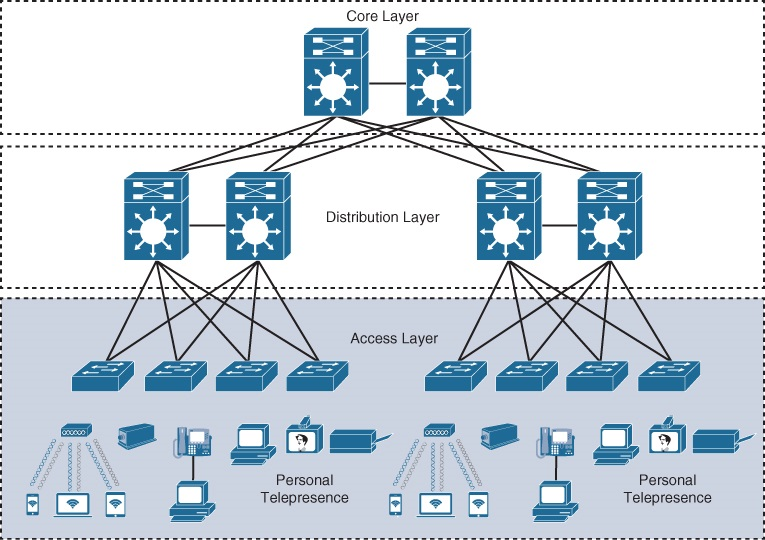 Core Layer
Distribution Layer
Access Layer
Personal
Telepresence
Personal
Telepresence